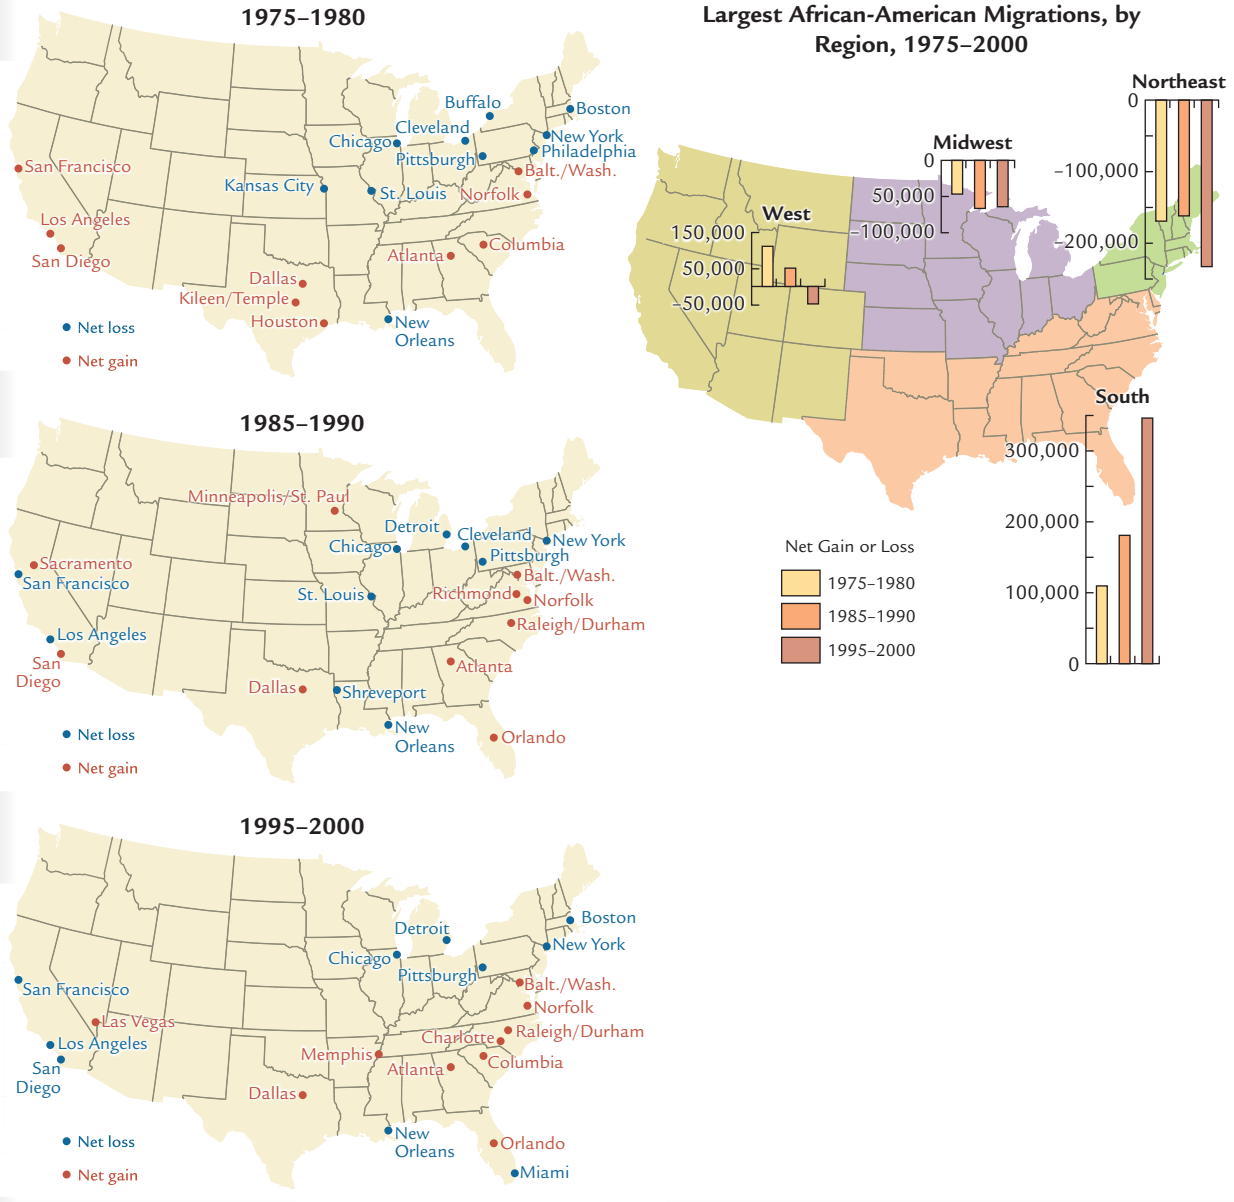 1975–1980
Buffalo
Boston
Cleveland
New York
Chicago
Philadelphia
Pittsburgh
San Francisco
Balt./Wash.
Kansas City
St. Louis
Norfolk
Los Angeles
San Diego
Columbia
Atlanta
Dallas
Kileen/Temple
Houston
New
Orleans
Net loss
Net gain
1985–1990
Minneapolis/St. Paul
Detroit
Cleveland
New York
Chicago
Pittsburgh
Sacramento
San Francisco
Balt./Wash.
St. Louis
Richmond
Norfolk
Raleigh/Durham
Los Angeles
San
Diego
Atlanta
Dallas
Shreveport
New
Orleans
Orlando
Net loss
Net gain
1995–2000
Boston
Detroit
New York
Chicago
Pittsburgh
San Francisco
Balt./Wash.
Norfolk
Las Vegas
Raleigh/Durham
Charlotte
Los Angeles
Memphis
Columbia
San
Diego
Atlanta
Dallas
New
Orleans
Orlando
Miami
Net loss
Net gain
Largest African-American Migrations, by
Region, 1975–2000
Northeast
0
−100,000
−200,000
Midwest
0
50,000
−100,000
West
150,000
50,000
−50,000
South
300,000
200,000
100,000
0
Net Gain or Loss
1975–1980
1985–1990
1995–2000